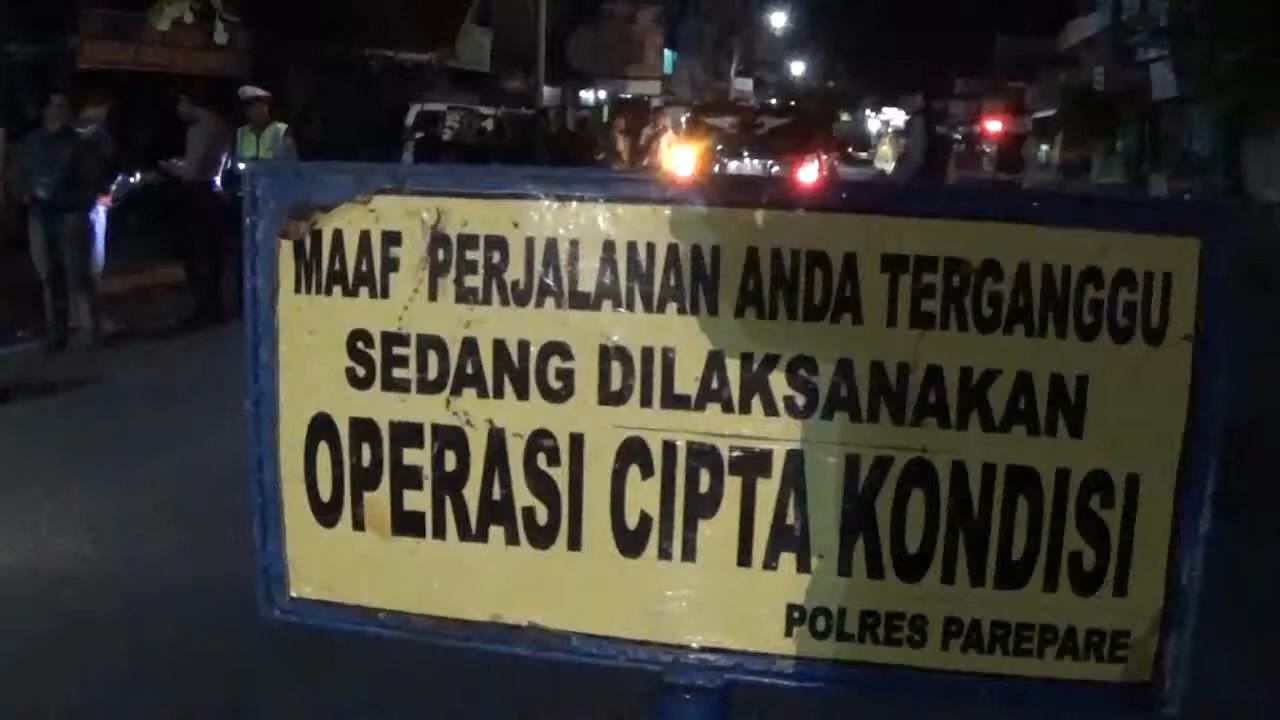 MAAF PERJALANAN ANDA TERGANGGU
SEDANG DILAKSANAKAN
OPERASI CIPTA KONDISI
POLRES PAREPARE